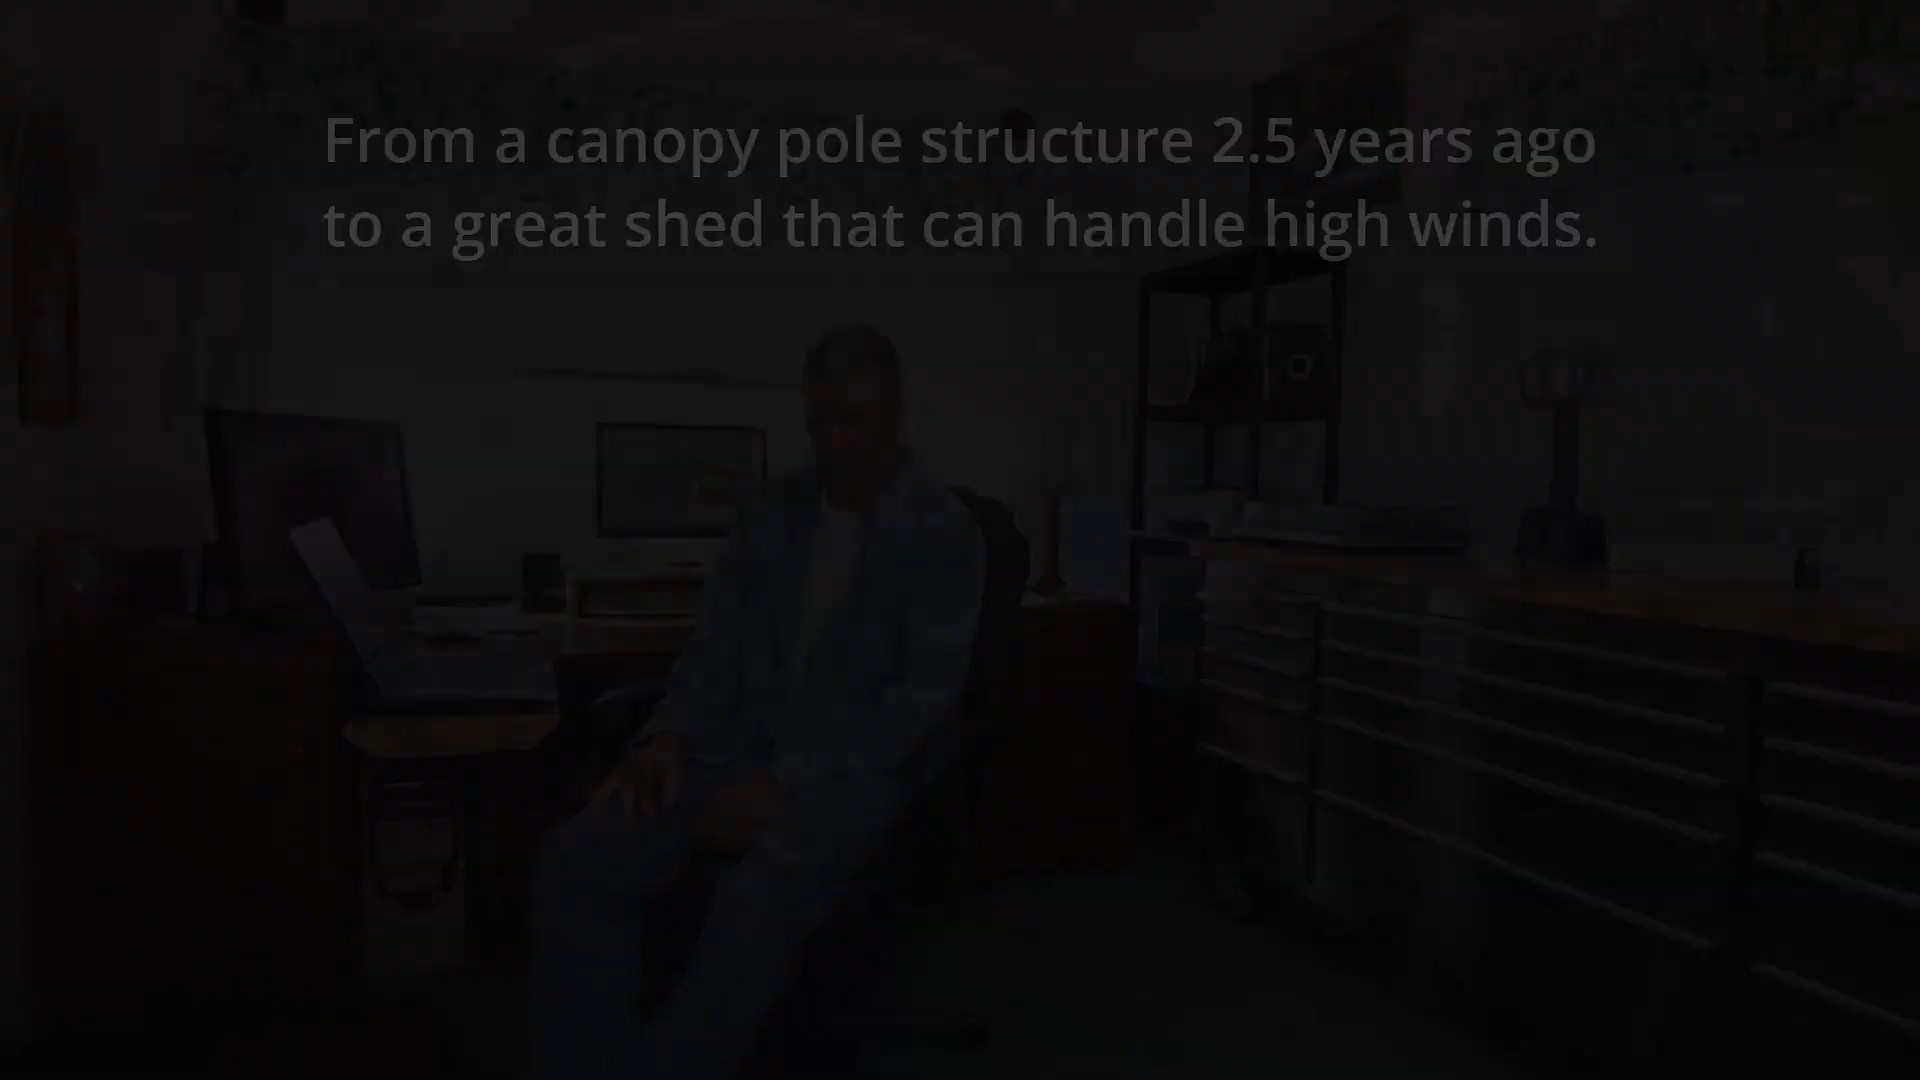 From a canopy pole structure 2.5 years ago
to a great shed that can handle high winds.